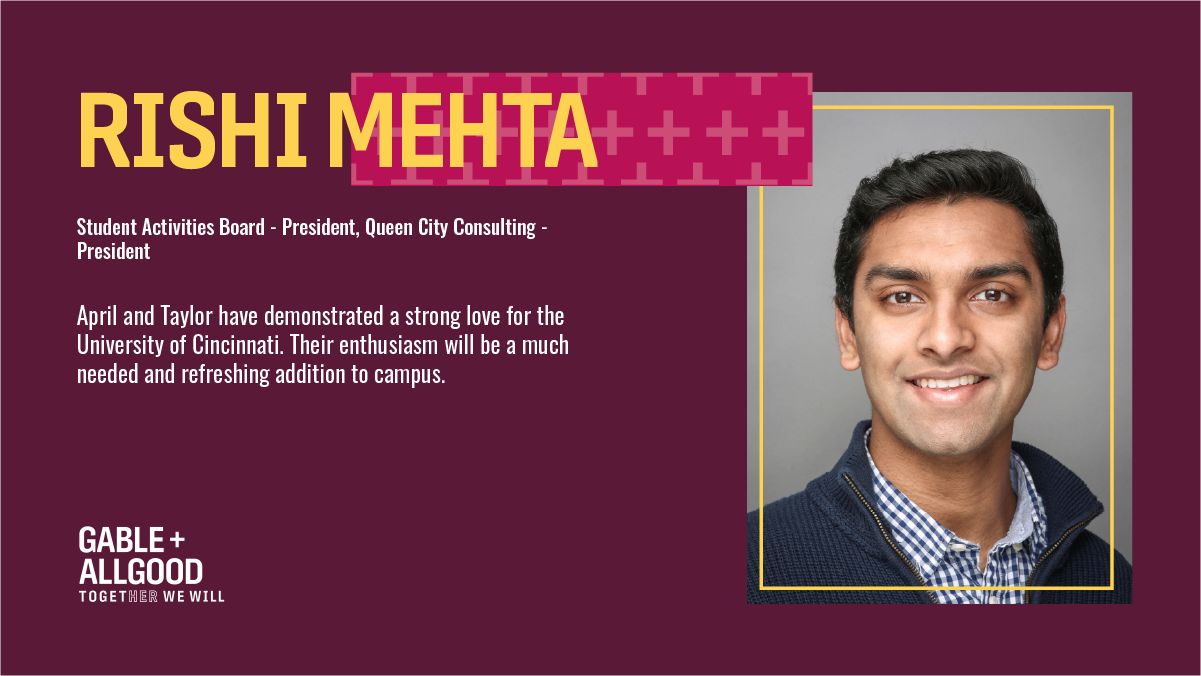 RISHI MEHTA
Student Activities Board - President, Queen City Consulting -
President
April and Taylor have demonstrated a strong love for the
University of Cincinnati. Their enthusiasm will be a much
needed and refreshing addition to campus.
GABLE +
ALLGOOD
TOGETHER WE WILL